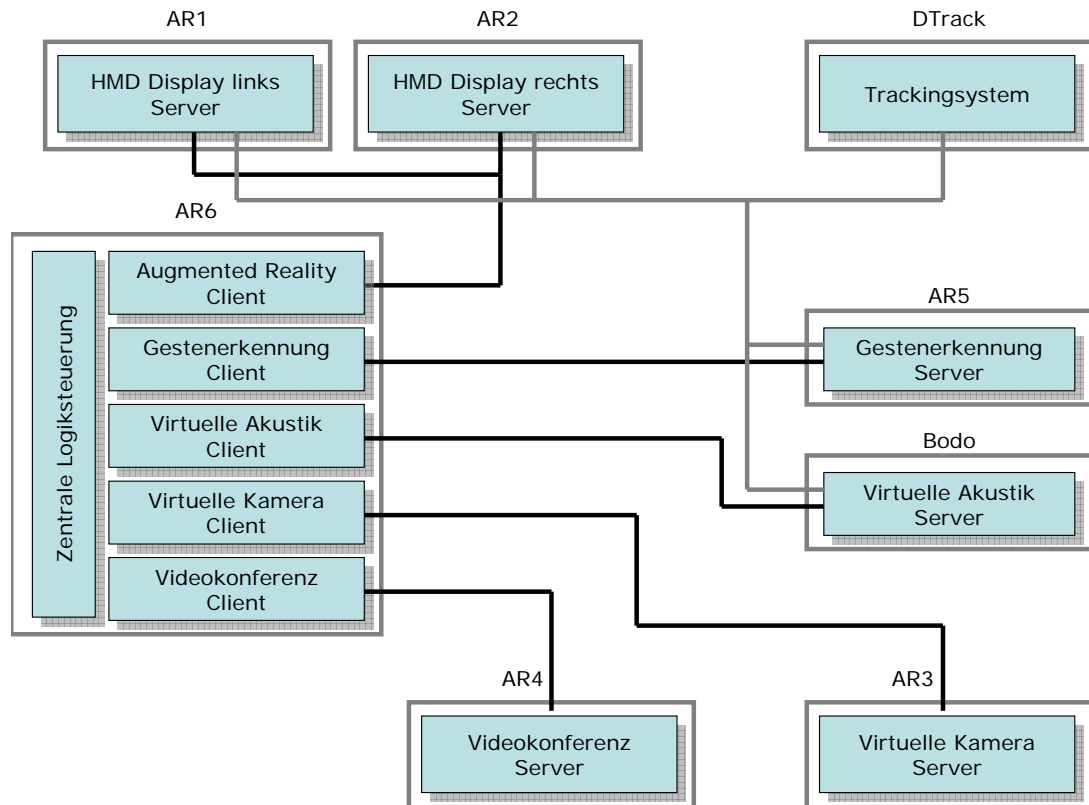 AR1
AR2
DTrack
HMD Display links
Server
HMD Display rechts
Server
Trackingsystem
AR6
Zentrale Logiksteuerung
Augmented Reality
Client
Gestenerkennung
Client
Virtuelle Akustik
Client
Virtuelle Kamera
Client
Videokonferenz
Client
AR5
Gestenerkennung
Server
Bodo
Virtuelle Akustik
Server
AR4
Videokonferenz
Server
AR3
Virtuelle Kamera
Server